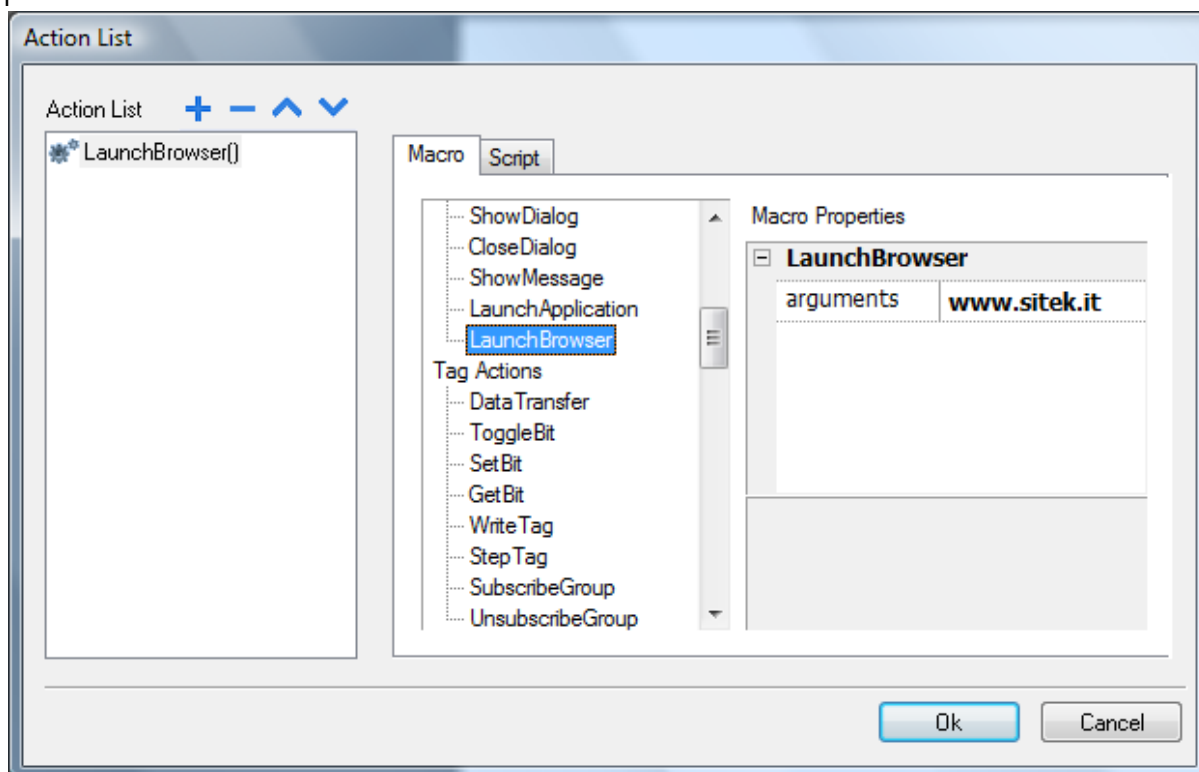 Action List
Action List
LaunchBrowser()
Macro
Script
ShowDialog
CloseDialog
ShowMessage
LaunchApplication
LaunchBrowser
Tag Actions
DataTransfer
ToggleBit
SetBit
GetBit
WriteTag
StepTag
SubscribeGroup
UnsubscribeGroup
Macro Properties
LaunchBrowser
arguments www.sitek.it
Ok
Cancel